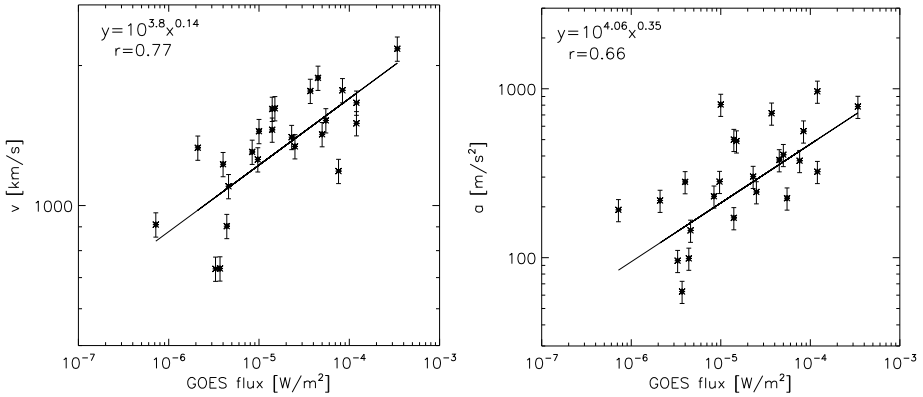 y=10^3.8x^0.14
r=0.77
1000
v [km/s]
10^-7 10^-6 10^-5 10^-4 10^-3
GOES flux [W/m^2]
y=10^4.06x^0.35
r=0.66
1000
100
a [m/s^2]
10^-7 10^-6 10^-5 10^-4 10^-3
GOES flux [W/m^2]